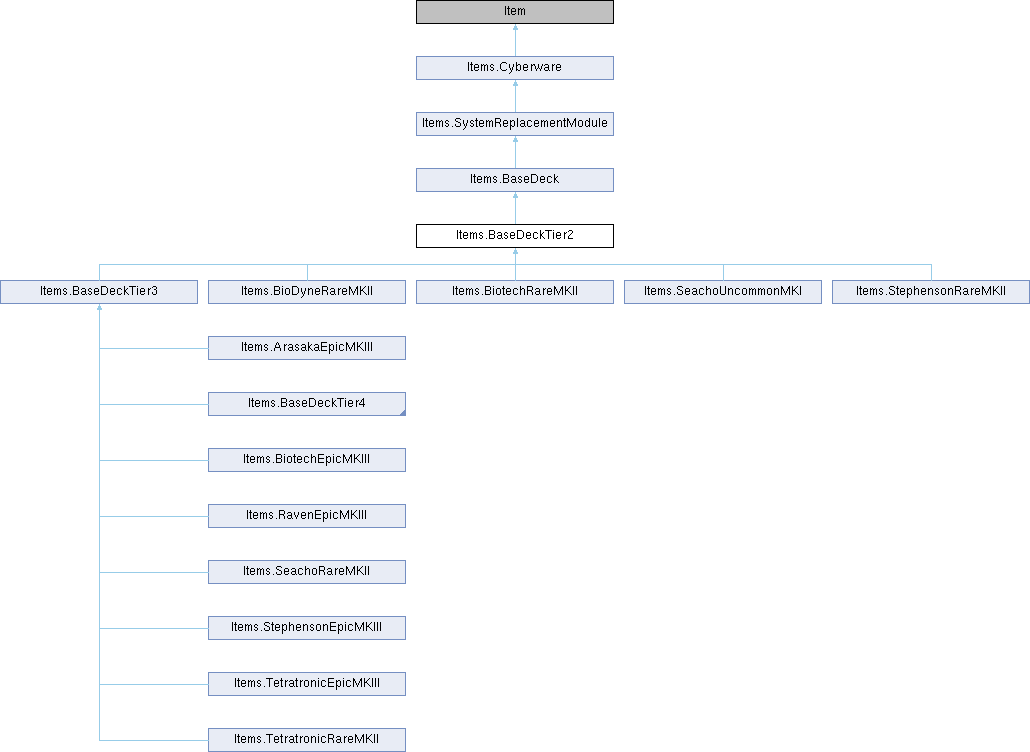 Item
Items.Cyberware
Items.SystemReplacementModule
Items.BaseDeck
Items.BaseDeckTier2
Items.BaseDeckTier3
Items.BioDyneRareMKII
Items.BiotechRareMKII
Items.SeachoUncommonMKI
Items.StephensonRareMKII
Items.ArasakaEpicMKIII
Items.BaseDeckTier4
Items.BiotechEpicMKIII
Items.RavenEpicMKIII
Items.SeachoRareMKII
Items.StephensonEpicMKIII
Items.TetratronicEpicMKIII
Items.TetratronicRareMKII